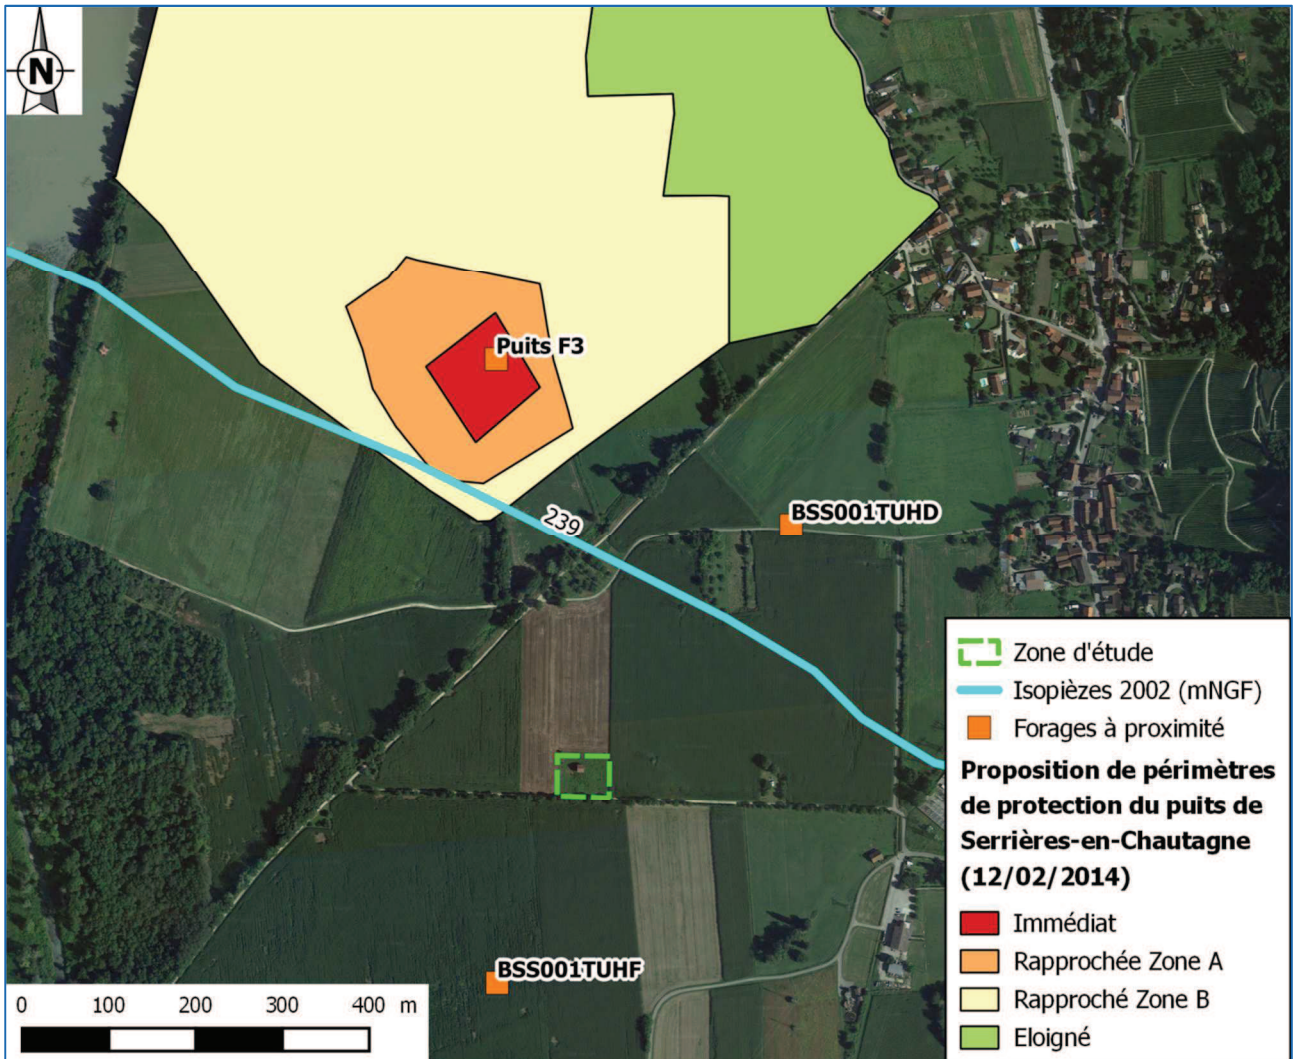 N
Puits F3
239
BSS001TUHD
BSS001TUHF
Zone d'étude
Isopièzes 2002 (mNGF)
Forages à proximité
Proposition de périmètres
de protection du puits de
Serrières-en-Chautagne
(12/02/2014)
Immédiat
Rapprochée Zone A
Rapproché Zone B
Eloigné
0 100 200 300 400 m